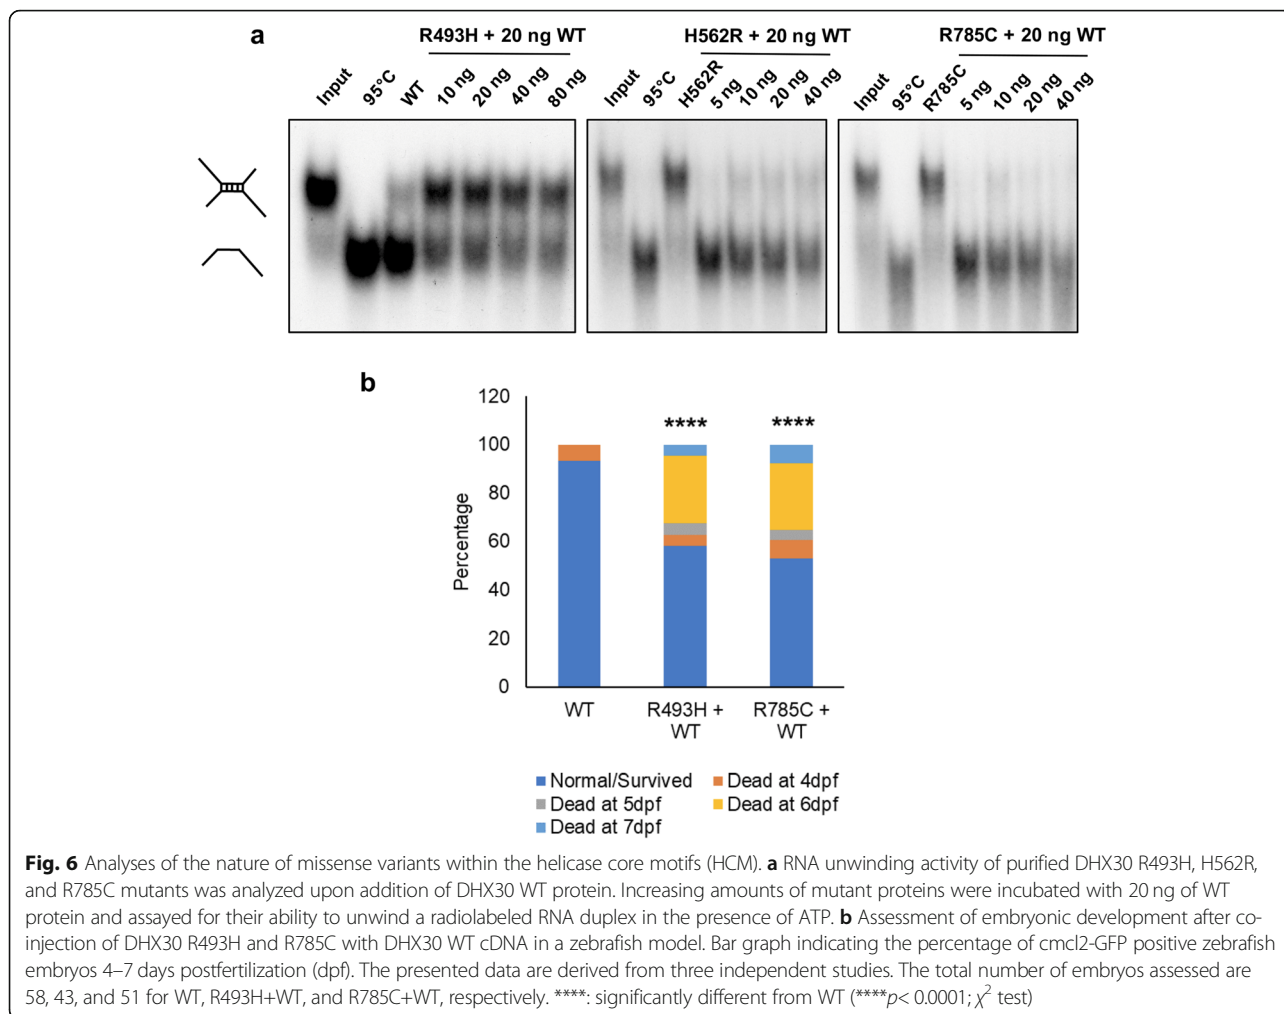 a
R493H + 20 ng WT
H562R + 20 ng WT
R785C + 20 ng WT
Input 95°C WT 10 ng 20 ng 40 ng 80 ng
Input 95°C H562R 5 ng 10 ng 20 ng 40 ng
Input 95°C R785C 5 ng 10 ng 20 ng 40 ng
b
120
100
80
60
40
20
0
Percentage
**** ****
WT
R493H + WT
R785C + WT
Normal/Survived
Dead at 4dpf
Dead at 5dpf
Dead at 6dpf
Dead at 7dpf
Fig. 6 Analyses of the nature of missense variants within the helicase core motifs (HCM). a RNA unwinding activity of purified DHX30 R493H, H562R,
and R785C mutants was analyzed upon addition of DHX30 WT protein. Increasing amounts of mutant proteins were incubated with 20 ng of WT
protein and assayed for their ability to unwind a radiolabeled RNA duplex in the presence of ATP. b Assessment of embryonic development after co-
injection of DHX30 R493H and R785C with DHX30 WT cDNA in a zebrafish model. Bar graph indicating the percentage of cmcl2-GFP positive zebrafish
embryos 4–7 days postfertilization (dpf). The presented data are derived from three independent studies. The total number of embryos assessed are
58, 43, and 51 for WT, R493H+WT, and R785C+WT, respectively. ****: significantly different from WT (****p< 0.0001; χ² test)